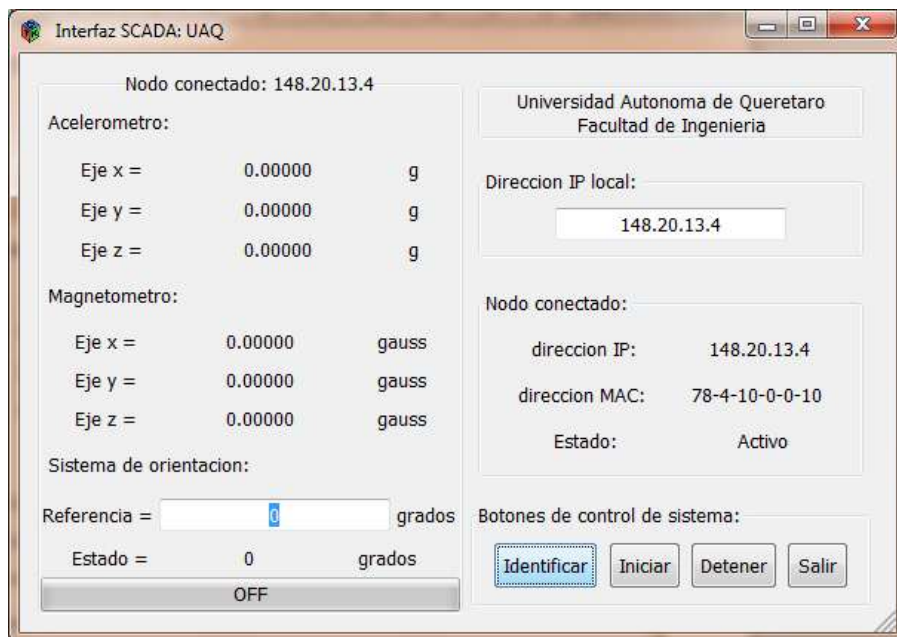 Interfaz SCADA: UAQ
Nodo conectado: 148.20.13.4
Acelerometro:
Eje x = 0.00000 g
Eje y = 0.00000 g
Eje z = 0.00000 g
Magnetometro:
Eje x = 0.00000 gauss
Eje y = 0.00000 gauss
Eje z = 0.00000 gauss
Sistema de orientacion:
Referencia = 0 grados
Estado = 0 grados
OFF
Universidad Autonoma de Queretaro
Facultad de Ingenieria
Direccion IP local:
148.20.13.4
Nodo conectado:
direccion IP: 148.20.13.4
direccion MAC: 78-4-10-0-0-10
Estado: Activo
Botones de control de sistema:
Identificar Iniciar Detener Salir